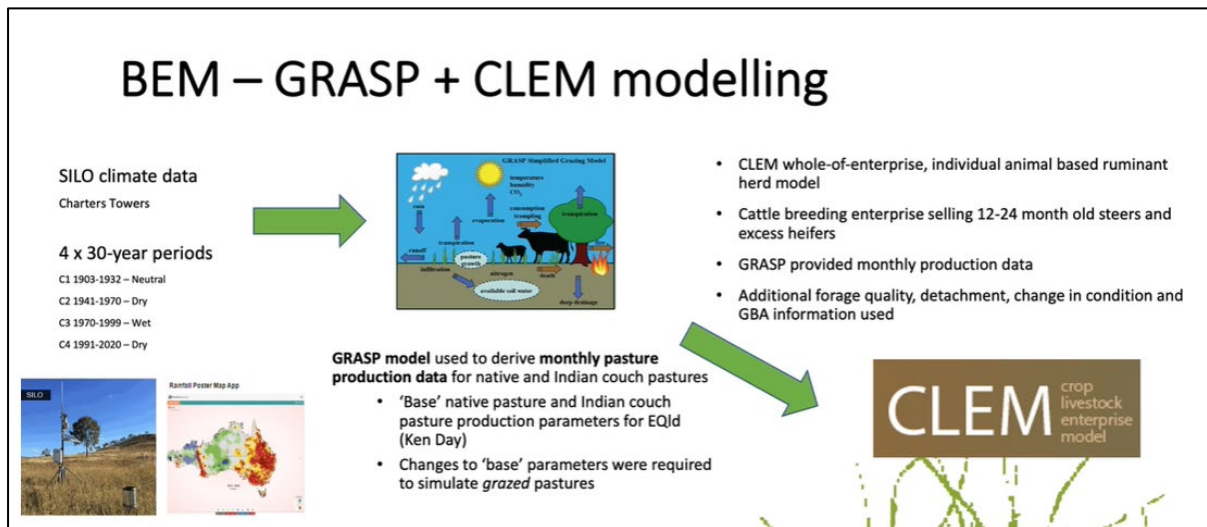 BEM – GRASP + CLEM modelling
SILO climate data
Charters Towers
4 x 30-year periods
C1 1903-1932 – Neutral
C2 1941-1970 – Dry
C3 1970-1999 – Wet
C4 1991-2020 – Dry
SILO
Rainfall Poster Map App
GRASP Simplified Grazing Model
temperature
humidity
CO2
rain
evaporation
consumption
trampling
transpiration
transpiration
runoff
pasture
growth
fire
infiltration
nitrogen
death
available soil water
deep drainage
GRASP model used to derive monthly pasture
production data for native and Indian couch pastures
• 'Base' native pasture and Indian couch
pasture production parameters for EQld
(Ken Day)
• Changes to 'base' parameters were required
to simulate grazed pastures
• CLEM whole-of-enterprise, individual animal based ruminant
herd model
• Cattle breeding enterprise selling 12-24 month old steers and
excess heifers
• GRASP provided monthly production data
• Additional forage quality, detachment, change in condition and
GBA information used
CLEM
crop
livestock
enterprise
model